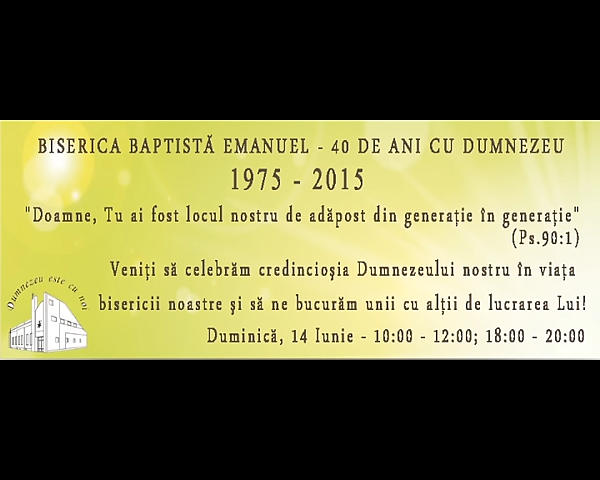 BISERICA BAPTISTĂ EMANUEL - 40 DE ANI CU DUMNEZEU
1975 - 2015
"Doamne, Tu ai fost locul nostru de adăpost din generație în generație"
(Ps.90:1)
Veniți să celebrăm credincioșia Dumnezeului nostru în viața
bisericii noastre și să ne bucurăm unii cu alții de lucrarea Lui!
Duminică, 14 Iunie - 10:00 - 12:00; 18:00 - 20:00
Dumnezeu este cu noi